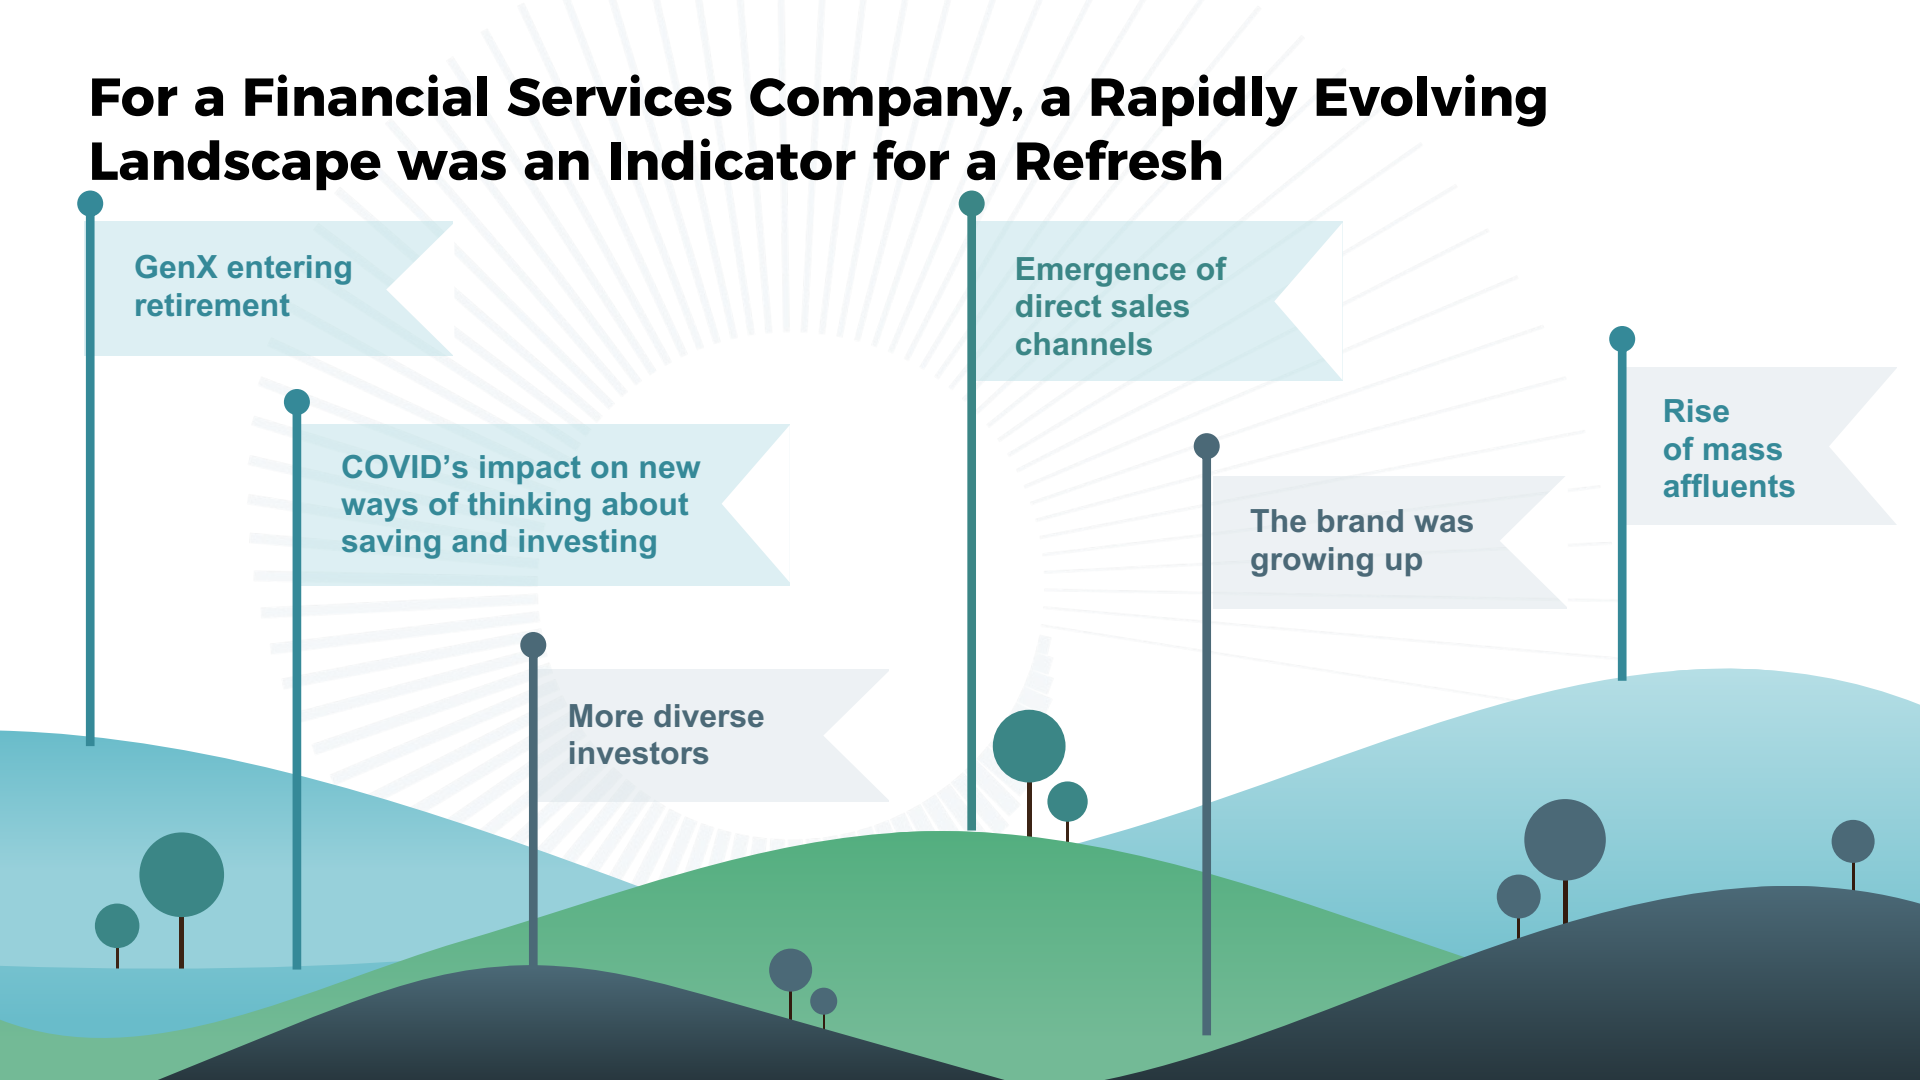 For a Financial Services Company, a Rapidly Evolving
Landscape was an Indicator for a Refresh
GenX entering
retirement
COVID’s impact on new
ways of thinking about
saving and investing
More diverse
investors
Emergence of
direct sales
channels
The brand was
growing up
Rise
of mass
affluents